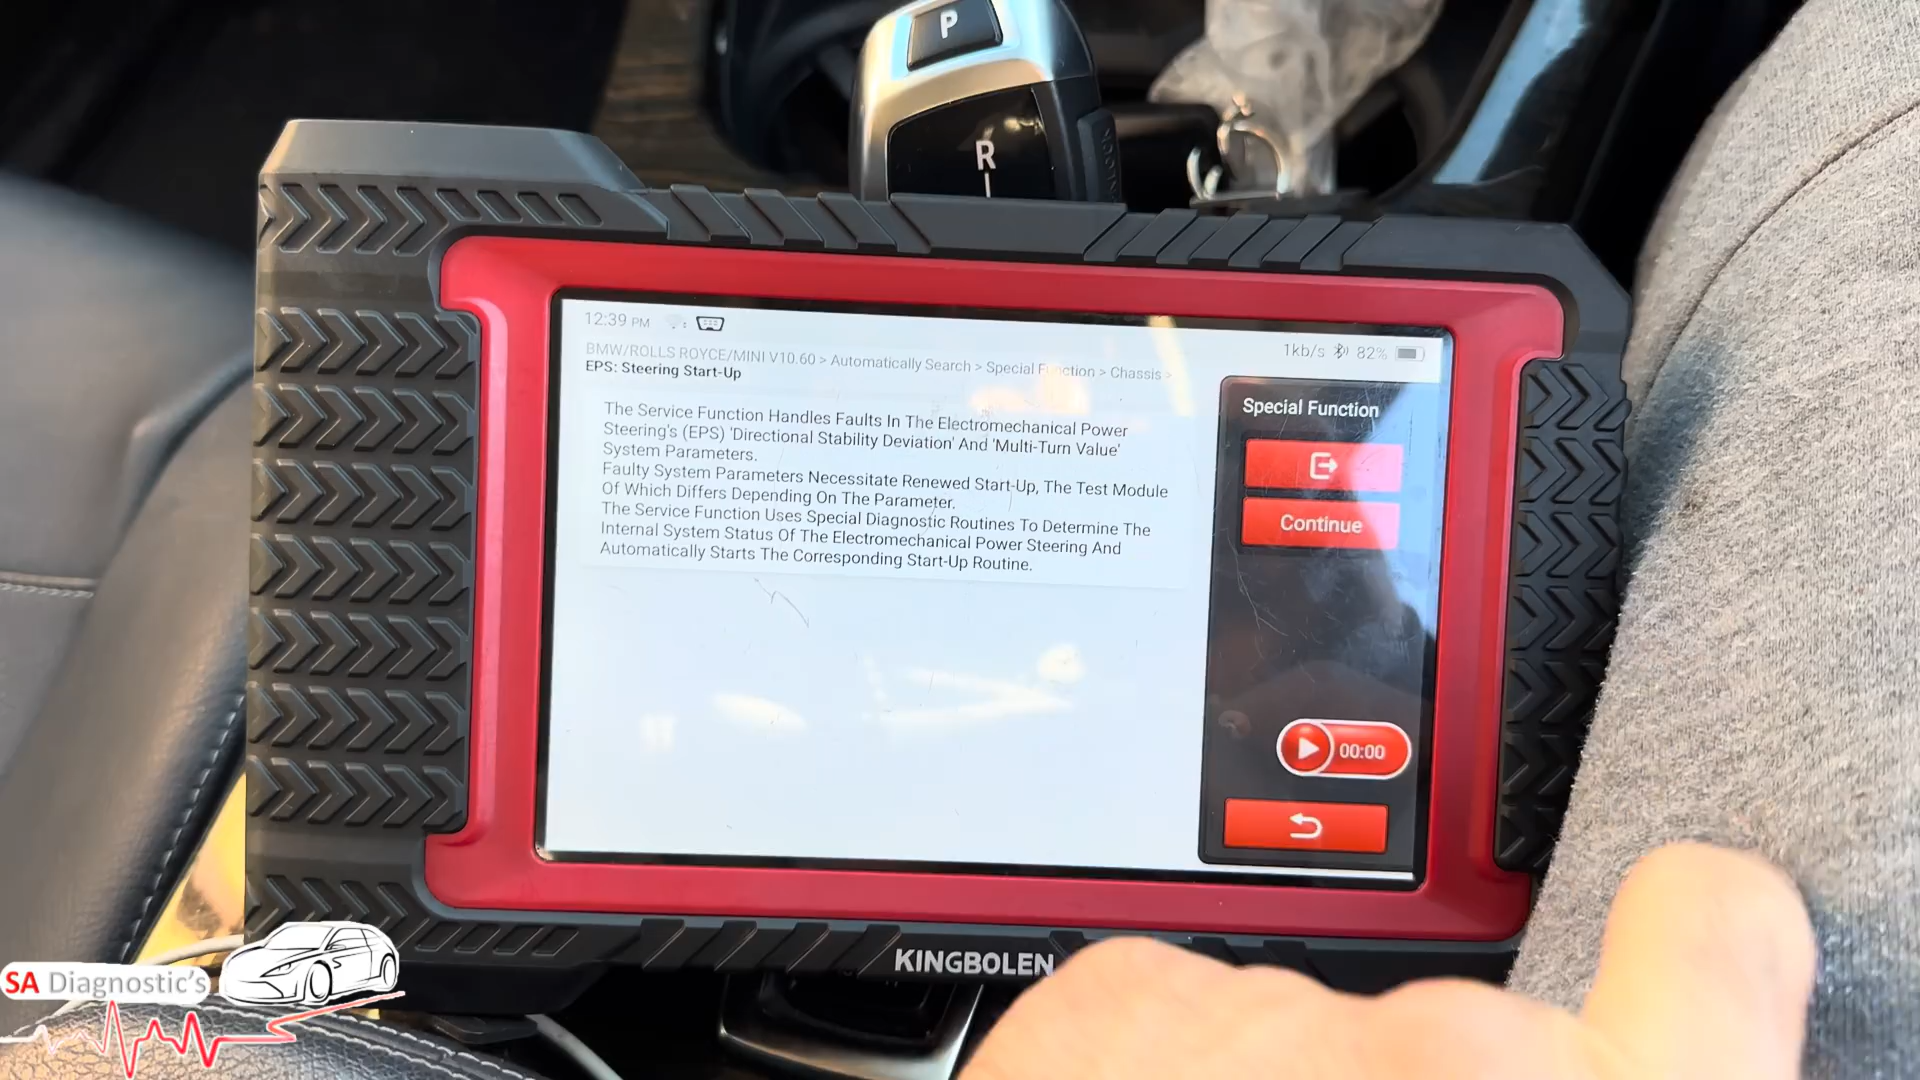 P
R
12:39 PM
1kb/s 82%
BMW/ROLLS ROYCE/MINI V10.60 > Automatically Search > Special Function > Chassis >
EPS: Steering Start-Up
The Service Function Handles Faults In The Electromechanical Power
Steering's (EPS) 'Directional Stability Deviation' And 'Multi-Turn Value'
System Parameters.
Faulty System Parameters Necessitate Renewed Start-Up, The Test Module
Of Which Differs Depending On The Parameter.
The Service Function Uses Special Diagnostic Routines To Determine The
Internal System Status Of The Electromechanical Power Steering And
Automatically Starts The Corresponding Start-Up Routine.
Special Function
Continue
00:00
KINGBOLEN
SA Diagnostic's